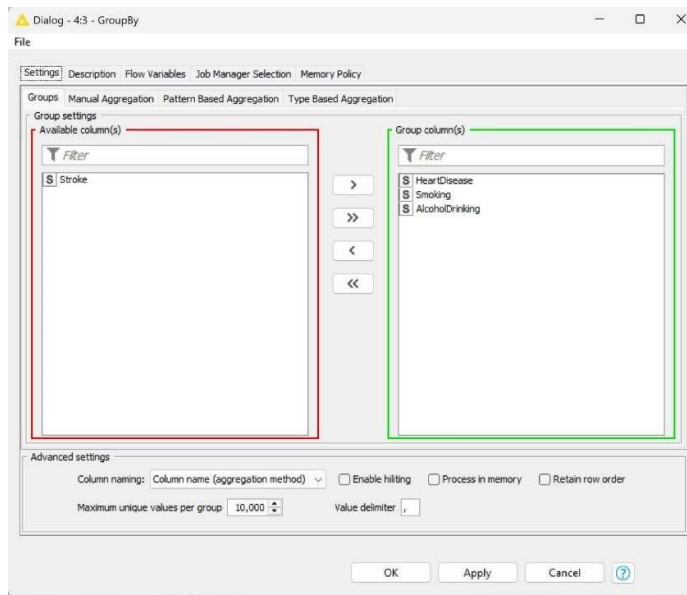 Dialog - 4:3 - GroupBy
File
Settings Description Flow Variables Job Manager Selection Memory Policy
Groups Manual Aggregation Pattern Based Aggregation Type Based Aggregation
Group settings
Available column(s)
Filter
S Stroke
>
>>
<
<<
Group column(s)
Filter
S HeartDisease
S Smoking
S AlcoholDrinking
Advanced settings
Column naming: Column name (aggregation method) Enable hiliting Process in memory Retain row order
Maximum unique values per group 10,000 Value delimiter ,
OK Apply Cancel ?